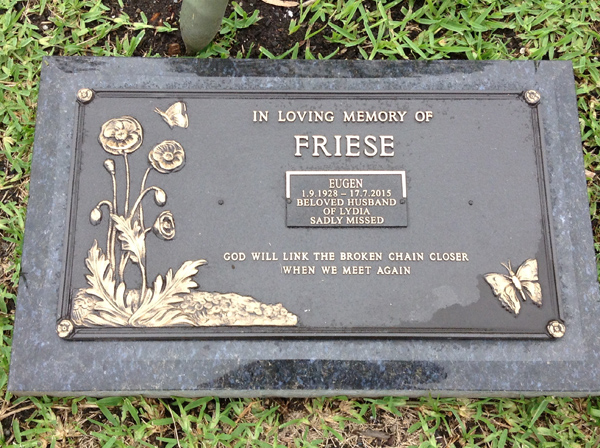 IN LOVING MEMORY OF
FRIESE
EUGEN
1.9.1928 – 17.7.2015
BELOVED HUSBAND
OF LYDIA
SADLY MISSED
GOD WILL LINK THE BROKEN CHAIN CLOSER
WHEN WE MEET AGAIN